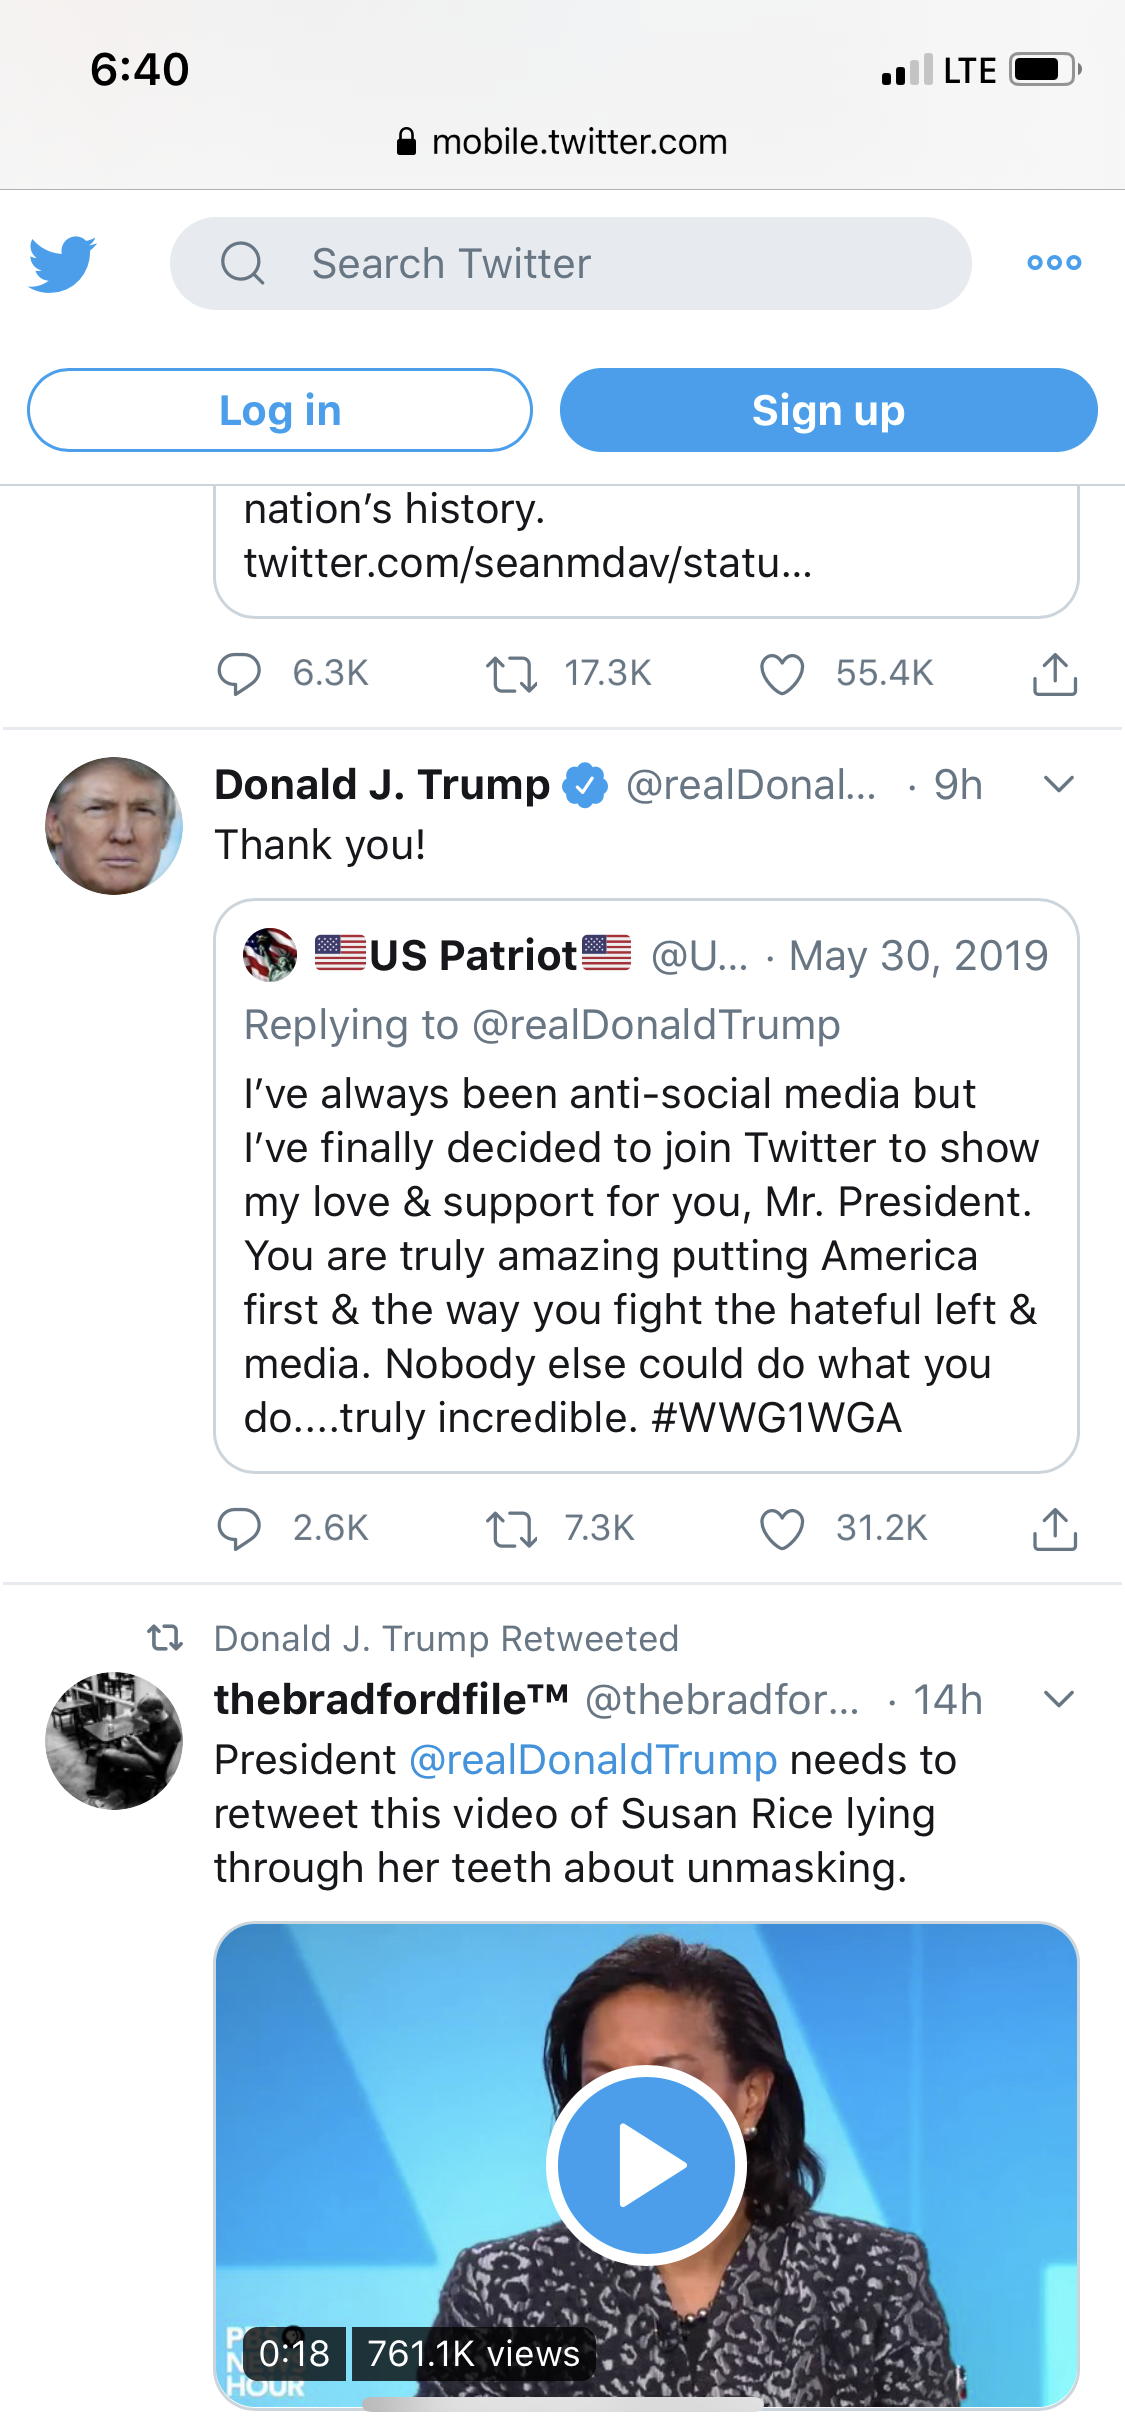 6:40
LTE
mobile.twitter.com
Search Twitter
Log in
Sign up
nation's history.
twitter.com/seanmdav/statu...
6.3K 17.3K 55.4K
Donald J. Trump @realDonal... · 9h
Thank you!
US Patriot @U... · May 30, 2019
Replying to @realDonaldTrump
I've always been anti-social media but
I've finally decided to join Twitter to show
my love & support for you, Mr. President.
You are truly amazing putting America
first & the way you fight the hateful left &
media. Nobody else could do what you
do....truly incredible. #WWG1WGA
2.6K 7.3K 31.2K
Donald J. Trump Retweeted
thebradfordfile™ @thebradfor... · 14h
President @realDonaldTrump needs to
retweet this video of Susan Rice lying
through her teeth about unmasking.
0:18 761.1K views
HOUR